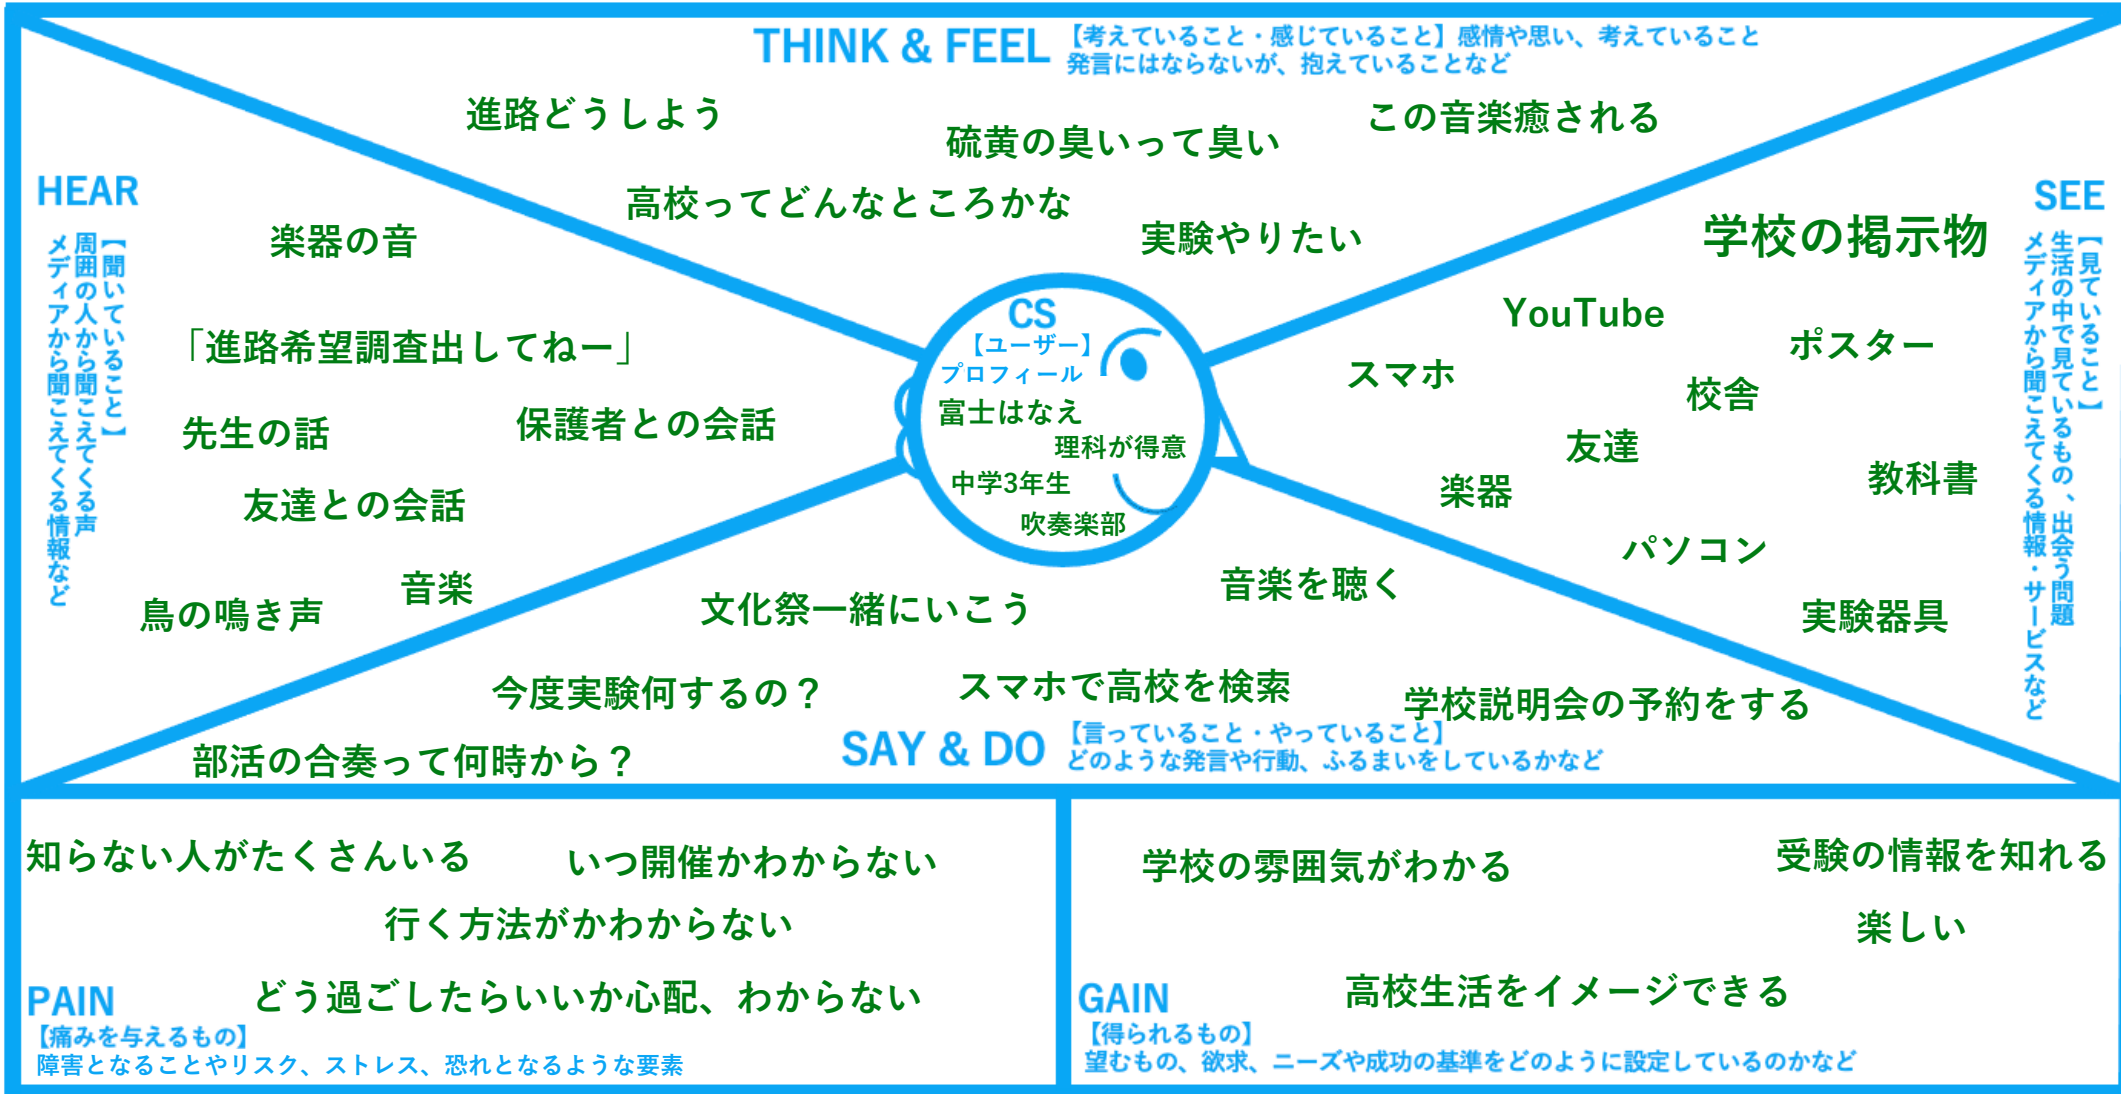 THINK & FEEL
【考えていること・感じていること】感情や思い、考えていること
発言にはならないが、抱えていることなど
進路どうしよう
硫黄の臭いって臭い
この音楽癒される
高校ってどんなところかな
実験やりたい
HEAR
【聞いていること】
周囲の人から聞こえてくる声
メディアから聞こえてくる情報など
楽器の音
「進路希望調査出してねー」
先生の話
保護者との会話
友達との会話
音楽
鳥の鳴き声
CS
【ユーザー】
プロフィール
富士はなえ
理科が得意
中学3年生
吹奏楽部
SEE
【見ていること】
生活の中で見ているもの、出会う問題
メディアから聞こえてくる情報・サービスなど
学校の掲示物
YouTube
ポスター
スマホ
校舎
友達
教科書
楽器
パソコン
実験器具
音楽を聴く
文化祭一緒にいこう
スマホで高校を検索
今度実験何するの？
学校説明会の予約をする
部活の合奏って何時から？
SAY & DO
【言っていること・やっていること】
どのような発言や行動、ふるまいをしているかなど
知らない人がたくさんいる
いつ開催かわからない
行く方法がかわからない
どう過ごしたらいいか心配、わからない
PAIN
【痛みを与えるもの】
障害となることやリスク、ストレス、恐れとなるような要素
学校の雰囲気がわかる
受験の情報を知れる
楽しい
高校生活をイメージできる
GAIN
【得られるもの】
望むもの、欲求、ニーズや成功の基準をどのように設定しているのかなど